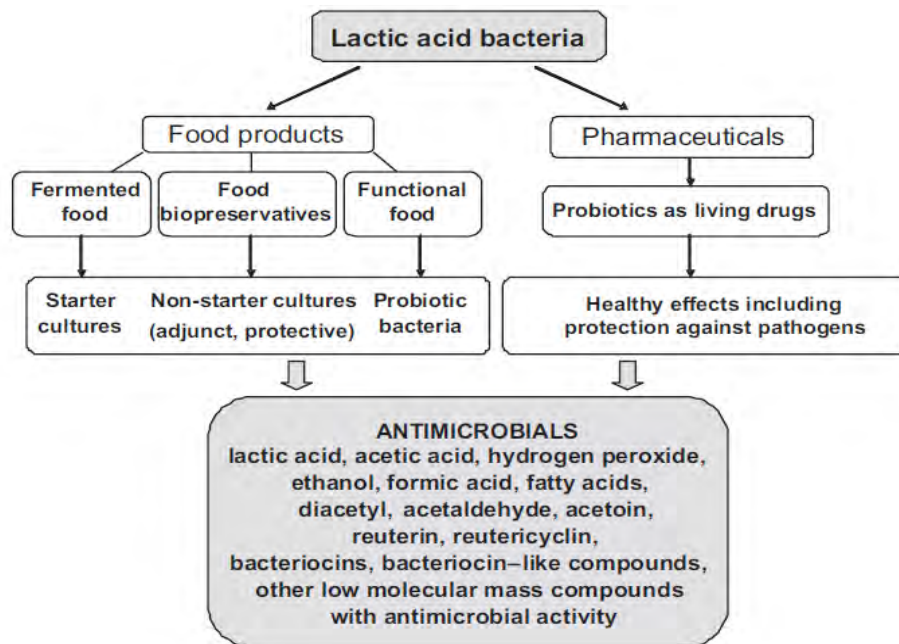 Lactic acid bacteria
Food products
Pharmaceuticals
Fermented
food
Food
biopreservatives
Functional
food
Probiotics as living drugs
Starter
cultures
Non-starter cultures
(adjunct, protective)
Probiotic
bacteria
Healthy effects including
protection against pathogens
ANTIMICROBIALS
lactic acid, acetic acid, hydrogen peroxide,
ethanol, formic acid, fatty acids,
diacetyl, acetaldehyde, acetoin,
reuterin, reutericyclin,
bacteriocins, bacteriocin–like compounds,
other low molecular mass compounds
with antimicrobial activity